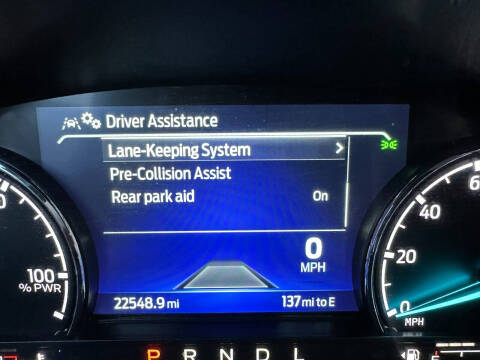 Driver Assistance
Lane-Keeping System >
Pre-Collision Assist
Rear park aid On
0
MPH
22548.9 mi 137 mi to E
100
% PWR
60
40
20
0
MPH
P R N D L